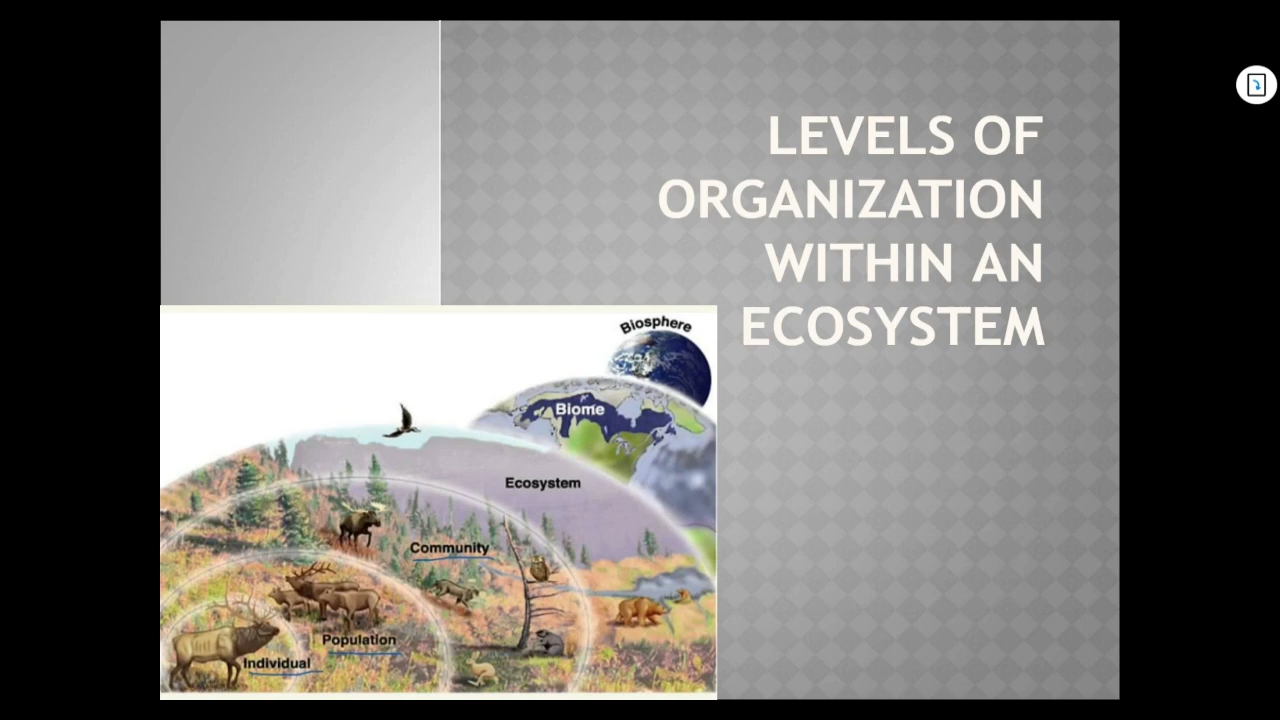 LEVELS OF
ORGANIZATION
WITHIN AN
ECOSYSTEM
Biosphere
Biome
Ecosystem
Community
Population
Individual